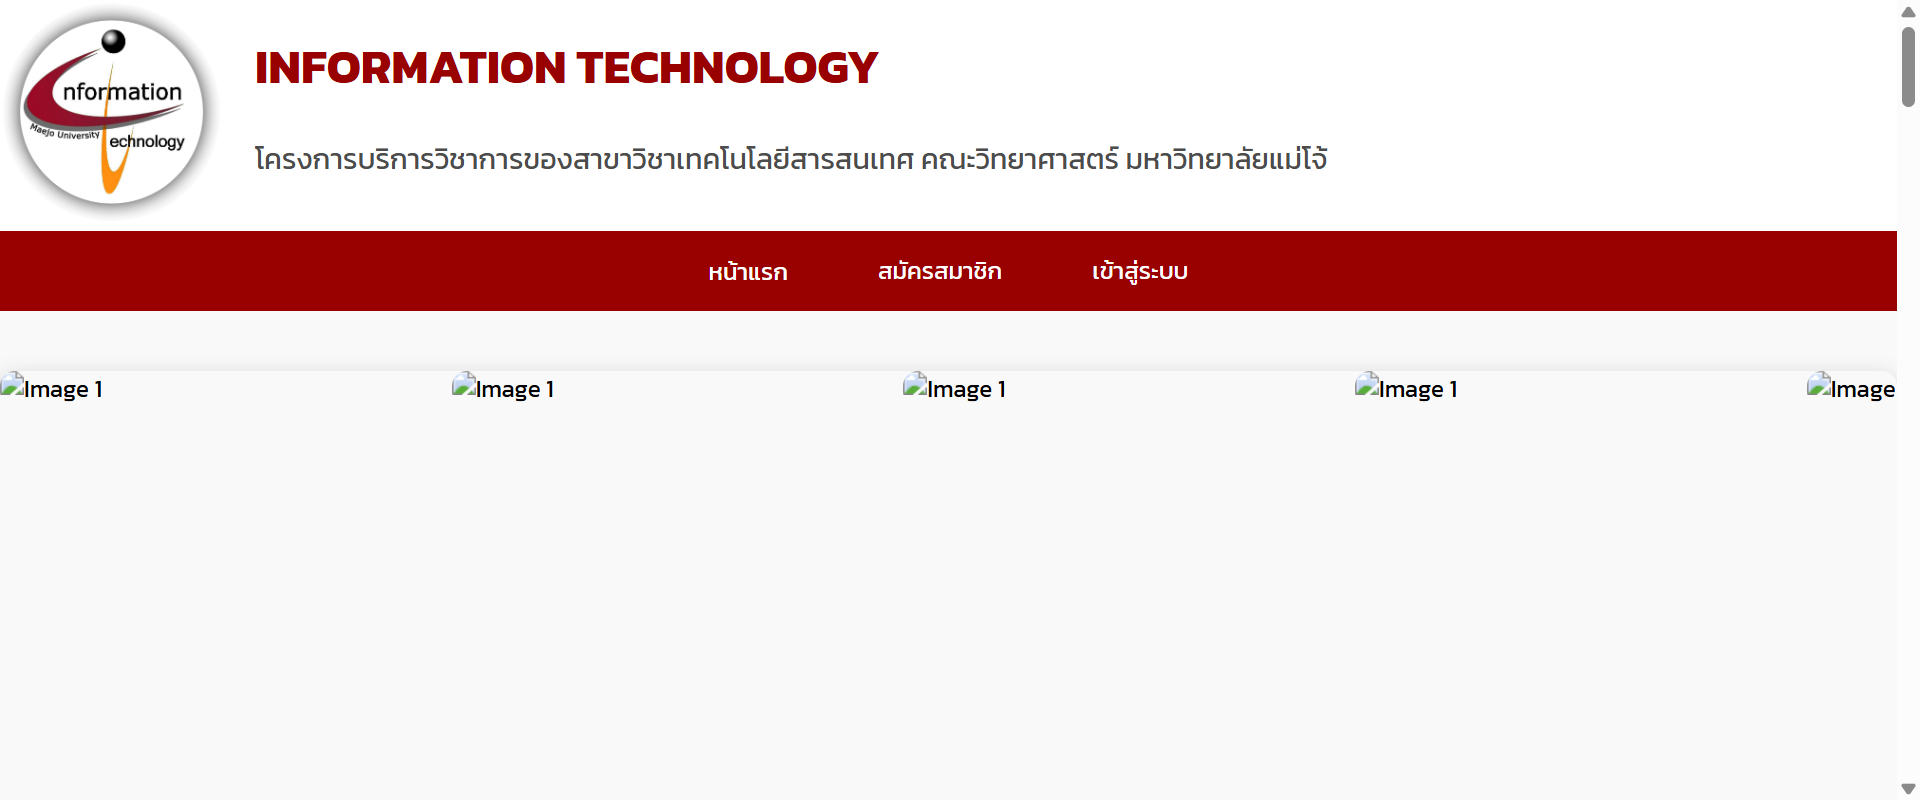 nformation
Maejo University
echnology
INFORMATION TECHNOLOGY
โครงการบริการวิชาการของสาขาวิชาเทคโนโลยีสารสนเทศ คณะวิทยาศาสตร์ มหาวิทยาลัยแม่โจ้
หน้าแรก สมัครสมาชิก เข้าสู่ระบบ
Image 1 Image 1 Image 1 Image 1 Image